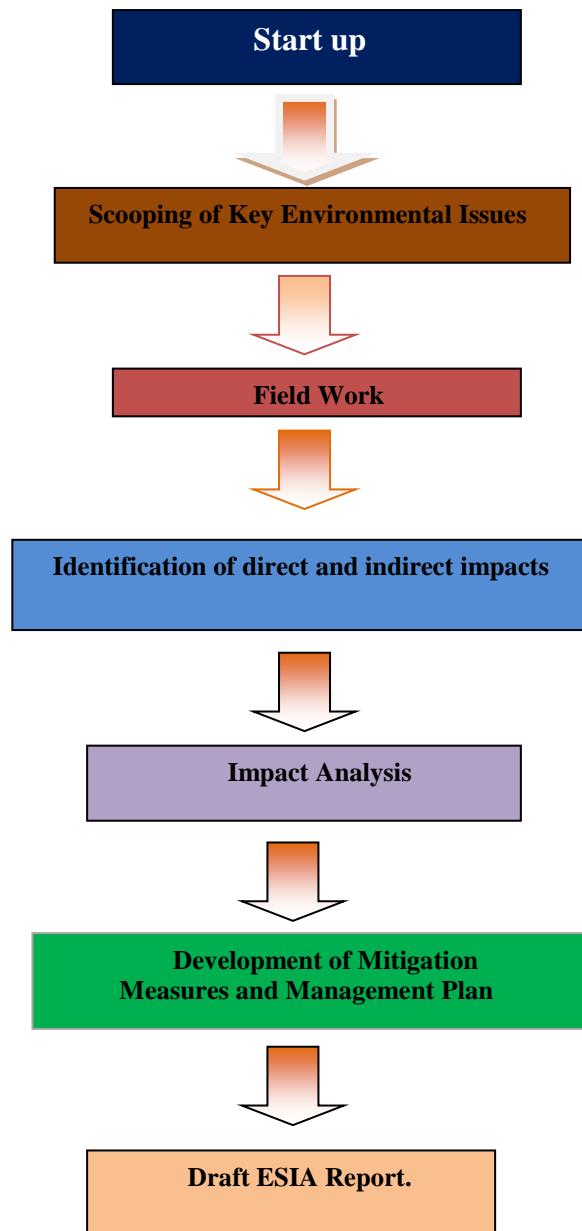 Start up
Scooping of Key Environmental Issues
Field Work
Identification of direct and indirect impacts
Impact Analysis
Development of Mitigation
Measures and Management Plan
Draft ESIA Report.